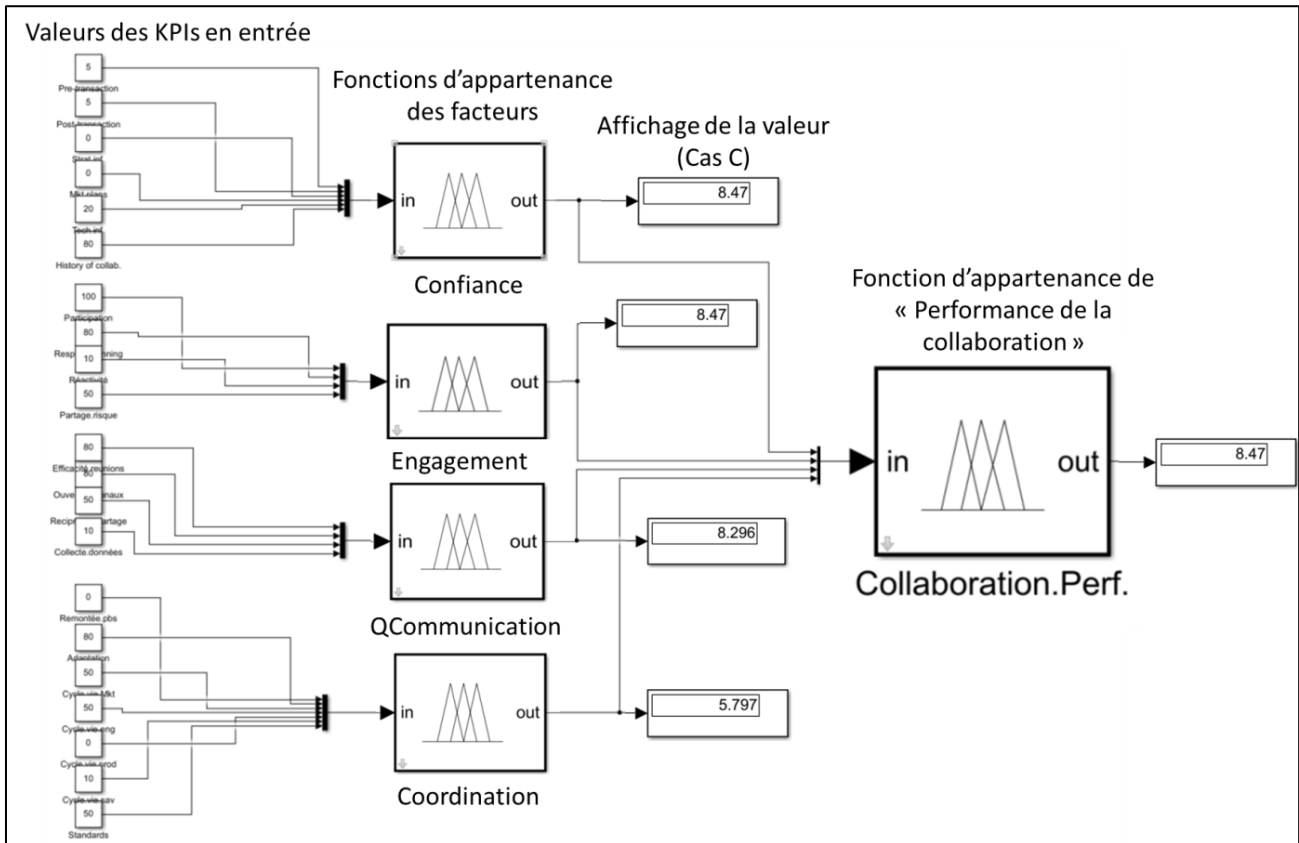 Valeurs des KPIs en entrée
5
Pre-transaction
5
Post-transaction
0
Strat.inf
0
Mkt.plans
20
Tech.inf
80
History of collab.
Fonctions d’appartenance
des facteurs
in
out
Confiance
Affichage de la valeur
(Cas C)
8.47
100
Participation
80
10
Réactivité
50
Partage.risque
in
out
Engagement
8.47
80
Efficacité.reunions
80
50
10
Collecte.données
in
out
QCommunication
8.296
0
Remontée.pbs
80
Adaptation
50
Cycle.vie.Mkt
50
Cycle.vie.eng
0
Cycle.vie.prod
10
Cycle.vie.sav
50
Standards
in
out
Coordination
5.797
Fonction d’appartenance de
« Performance de la
collaboration »
in
out
Collaboration.Perf.
8.47